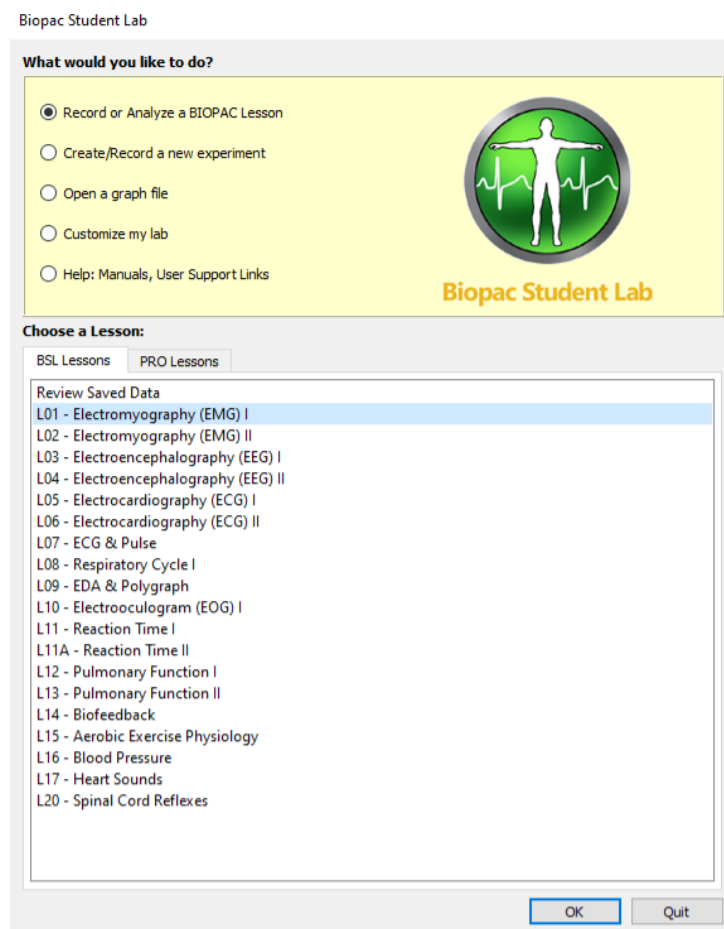 Biopac Student Lab
What would you like to do?
Record or Analyze a BIOPAC Lesson
Create/Record a new experiment
Open a graph file
Customize my lab
Help: Manuals, User Support Links
Biopac Student Lab
Choose a Lesson:
BSL Lessons PRO Lessons
Review Saved Data
L01 - Electromyography (EMG) I
L02 - Electromyography (EMG) II
L03 - Electroencephalography (EEG) I
L04 - Electroencephalography (EEG) II
L05 - Electrocardiography (ECG) I
L06 - Electrocardiography (ECG) II
L07 - ECG & Pulse
L08 - Respiratory Cycle I
L09 - EDA & Polygraph
L10 - Electrooculogram (EOG) I
L11 - Reaction Time I
L11A - Reaction Time II
L12 - Pulmonary Function I
L13 - Pulmonary Function II
L14 - Biofeedback
L15 - Aerobic Exercise Physiology
L16 - Blood Pressure
L17 - Heart Sounds
L20 - Spinal Cord Reflexes
OK Quit